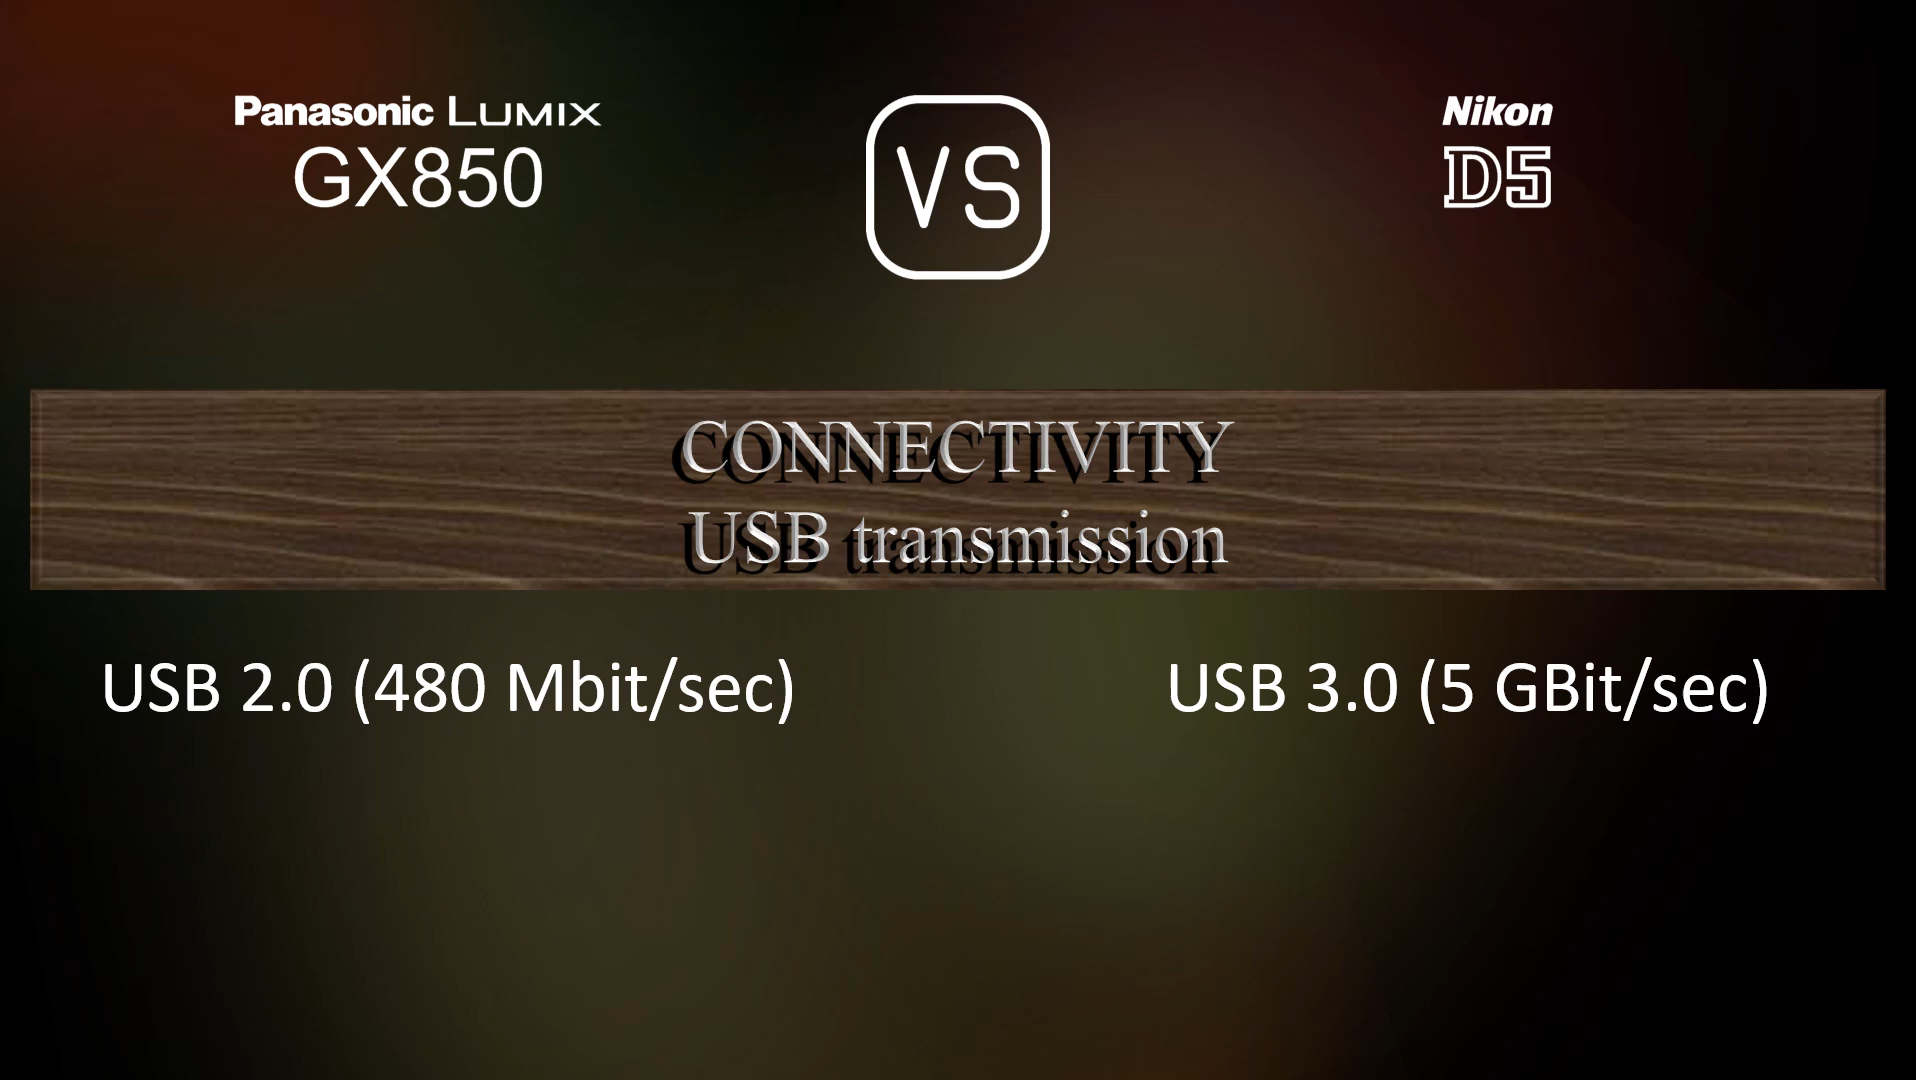 Panasonic LUMIX
GX850
VS
Nikon
D5
CONNECTIVITY
USB transmission
USB 2.0 (480 Mbit/sec)
USB 3.0 (5 GBit/sec)